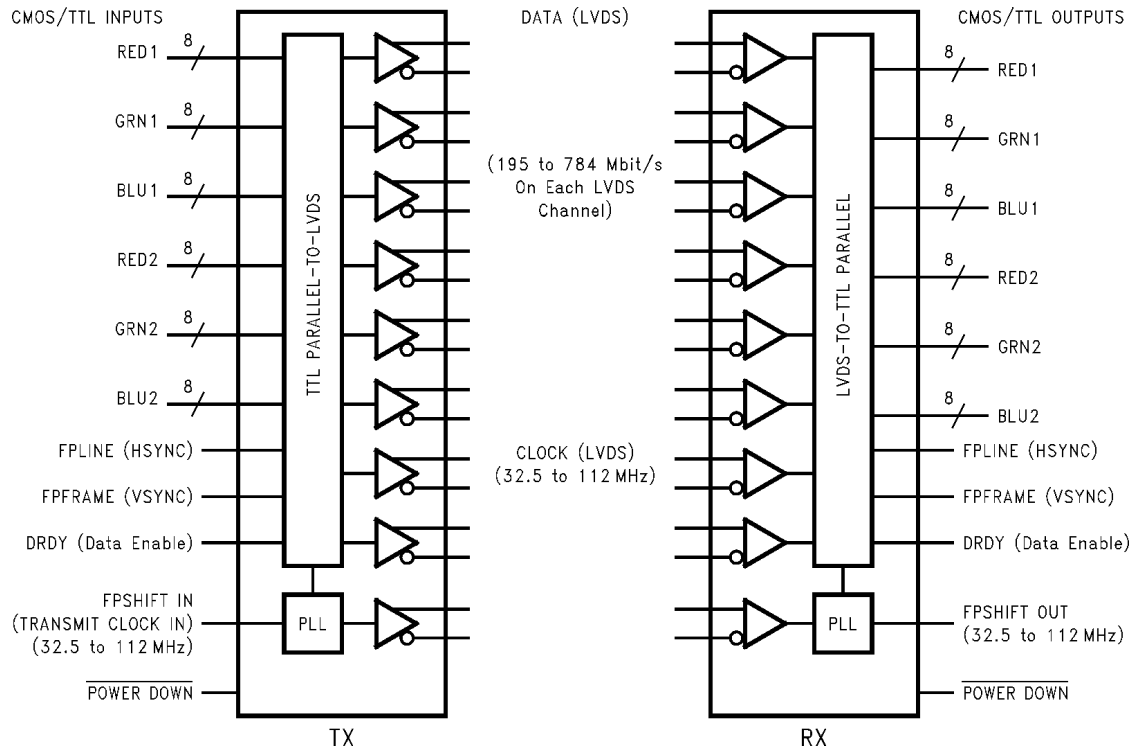 CMOS/TTL INPUTS
DATA (LVDS)
CMOS/TTL OUTPUTS
RED1
8
GRN1
8
BLU1
8
RED2
8
GRN2
8
BLU2
8
FPLINE (HSYNC)
FPFRAME (VSYNC)
DRDY (Data Enable)
FPSHIFT IN
(TRANSMIT CLOCK IN)
(32.5 to 112 MHz)
POWER DOWN
TTL PARALLEL-TO-LVDS
PLL
TX
(195 to 784 Mbit/s
On Each LVDS
Channel)
CLOCK (LVDS)
(32.5 to 112 MHz)
LVDS-TO-TTL PARALLEL
PLL
RX
8
RED1
8
GRN1
8
BLU1
8
RED2
8
GRN2
8
BLU2
FPLINE (HSYNC)
FPFRAME (VSYNC)
DRDY (Data Enable)
FPSHIFT OUT
(32.5 to 112 MHz)
POWER DOWN